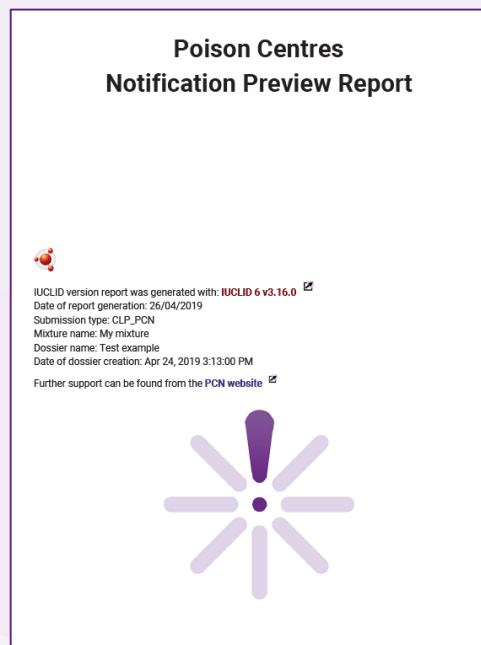 Poison Centres
Notification Preview Report
IUCLID version report was generated with: IUCLID 6 v3.16.0
Date of report generation: 26/04/2019
Submission type: CLP_PCN
Mixture name: My mixture
Dossier name: Test example
Date of dossier creation: Apr 24, 2019 3:13:00 PM
Further support can be found from the PCN website